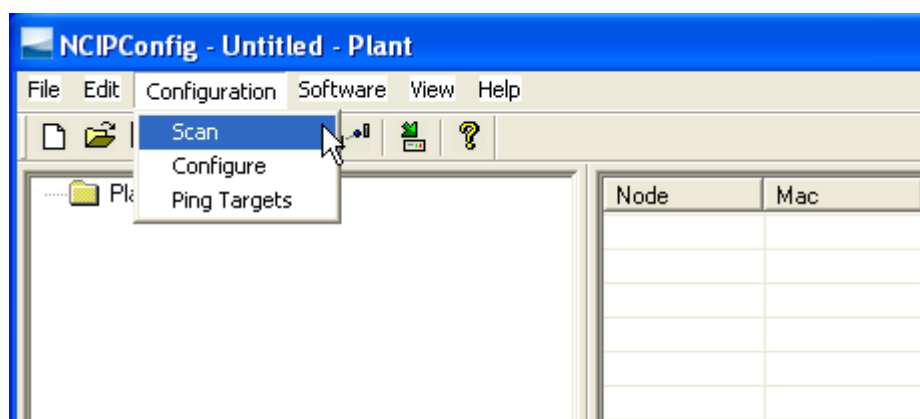 NCIPConfig - Untitled - Plant
File Edit Configuration Software View Help
Scan
Configure
Ping Targets
Node Mac